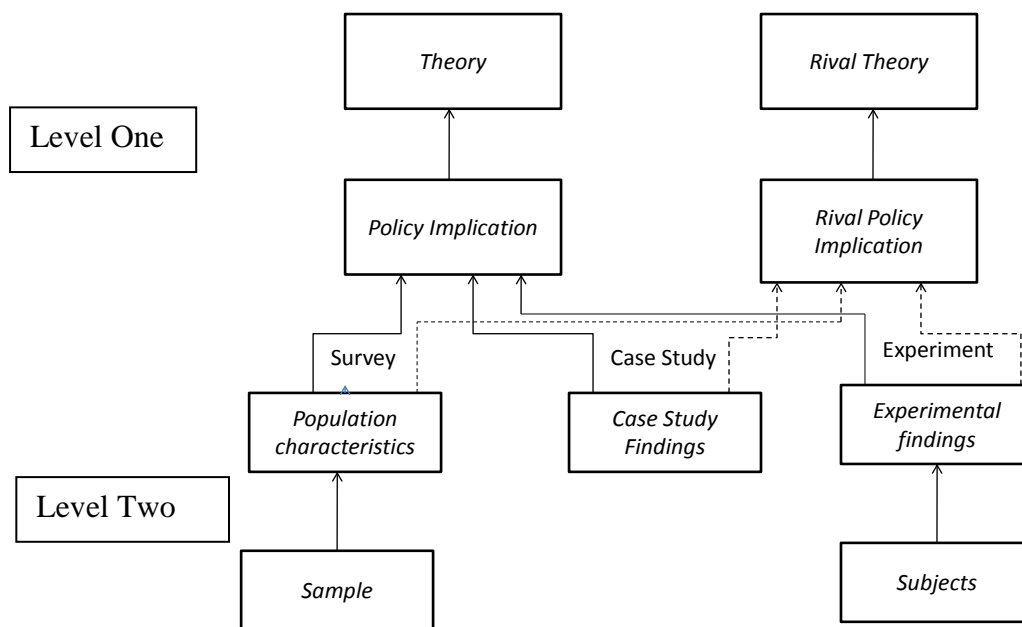 Theory
Rival Theory
Level One
Policy Implication
Rival Policy
Implication
Survey
Case Study
Experiment
Population
characteristics
Case Study
Findings
Experimental
findings
Level Two
Sample
Subjects